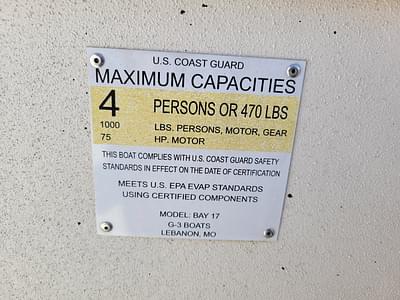 U.S. COAST GUARD
MAXIMUM CAPACITIES
4 PERSONS OR 470 LBS
1000 LBS. PERSONS, MOTOR, GEAR
75 HP. MOTOR
THIS BOAT COMPLIES WITH U.S. COAST GUARD SAFETY
STANDARDS IN EFFECT ON THE DATE OF CERTIFICATION
MEETS U.S. EPA EVAP STANDARDS
USING CERTIFIED COMPONENTS
MODEL: BAY 17
G-3 BOATS
LEBANON, MO